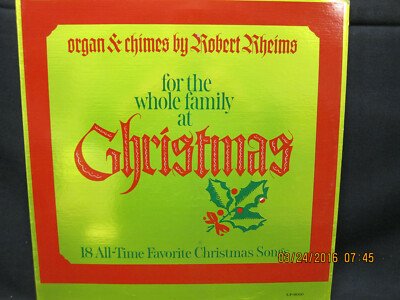 organ & chimes by Robert Rheims
for the
whole family
at
Christmas
18 All-Time Favorite Christmas Songs
03/24/2016 07:45